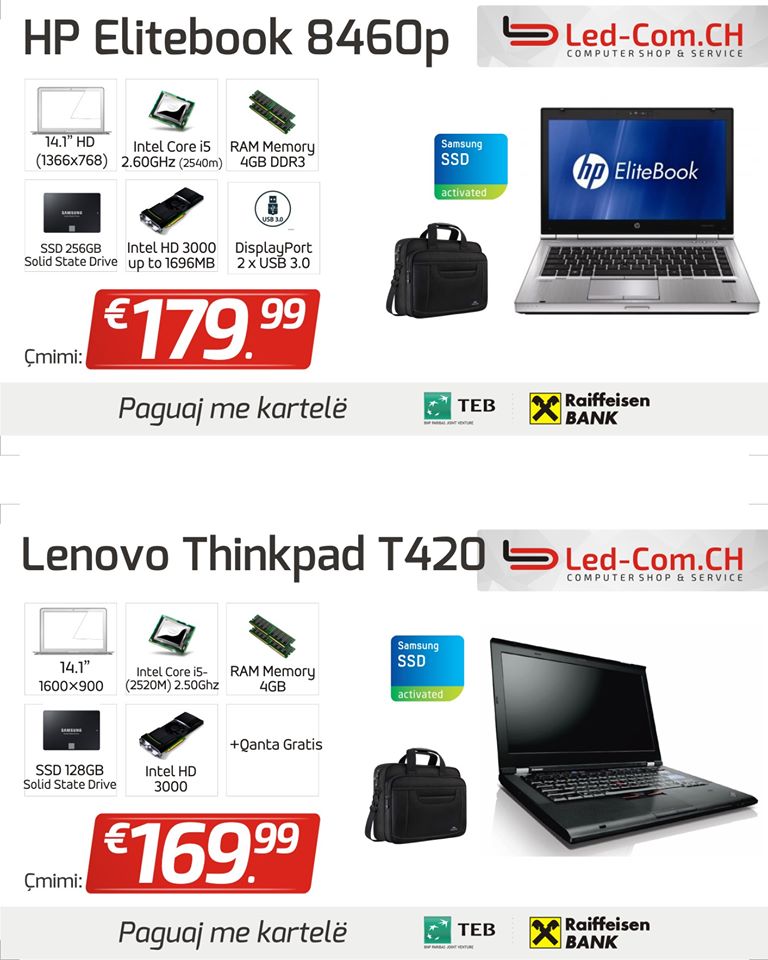 HP Elitebook 8460p
Led-Com.CH
COMPUTER SHOP & SERVICE
14.1” HD
(1366x768)
Intel Core i5
2.60GHz (2540m)
RAM Memory
4GB DDR3
Samsung
SSD
activated
hp EliteBook
SAMSUNG
SSD 256GB
Solid State Drive
Intel HD 3000
up to 1696MB
USB 3.0
DisplayPort
2 x USB 3.0
Çmimi:
€179.99
Paguaj me kartelë
TEB
BNP PARIBAS JOINT VENTURE
Raiffeisen
BANK
Lenovo Thinkpad T420
Led-Com.CH
COMPUTER SHOP & SERVICE
14.1”
1600×900
Intel Core i5-
(2520M) 2.50Ghz
RAM Memory
4GB
Samsung
SSD
activated
SAMSUNG
SSD 128GB
Solid State Drive
Intel HD
3000
+Qanta Gratis
Çmimi:
€169.99
Paguaj me kartelë
TEB
BNP PARIBAS JOINT VENTURE
Raiffeisen
BANK